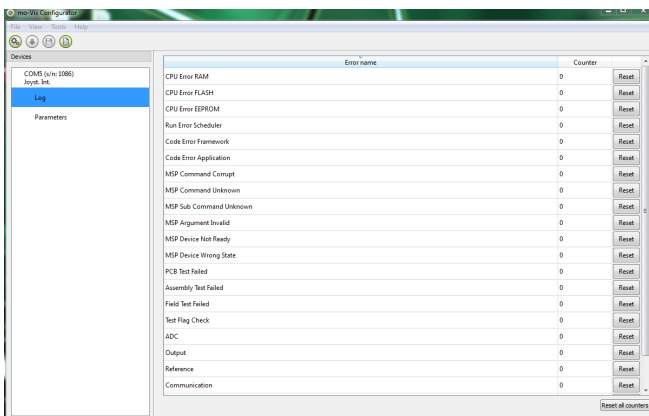 mo-Vis Configurator
File View Tools Help
Devices
COM5 (s/n: 1086)
Joyst. Int.
Log
Parameters
Error name Counter
CPU Error RAM 0 Reset
CPU Error FLASH 0 Reset
CPU Error EEPROM 0 Reset
Run Error Scheduler 0 Reset
Code Error Framework 0 Reset
Code Error Application 0 Reset
MSP Command Corrupt 0 Reset
MSP Command Unknown 0 Reset
MSP Sub Command Unknown 0 Reset
MSP Argument Invalid 0 Reset
MSP Device Not Ready 0 Reset
MSP Device Wrong State 0 Reset
PCB Test Failed 0 Reset
Assembly Test Failed 0 Reset
Field Test Failed 0 Reset
Test Flag Check 0 Reset
ADC 0 Reset
Output 0 Reset
Reference 0 Reset
Communication 0 Reset
Reset all counters